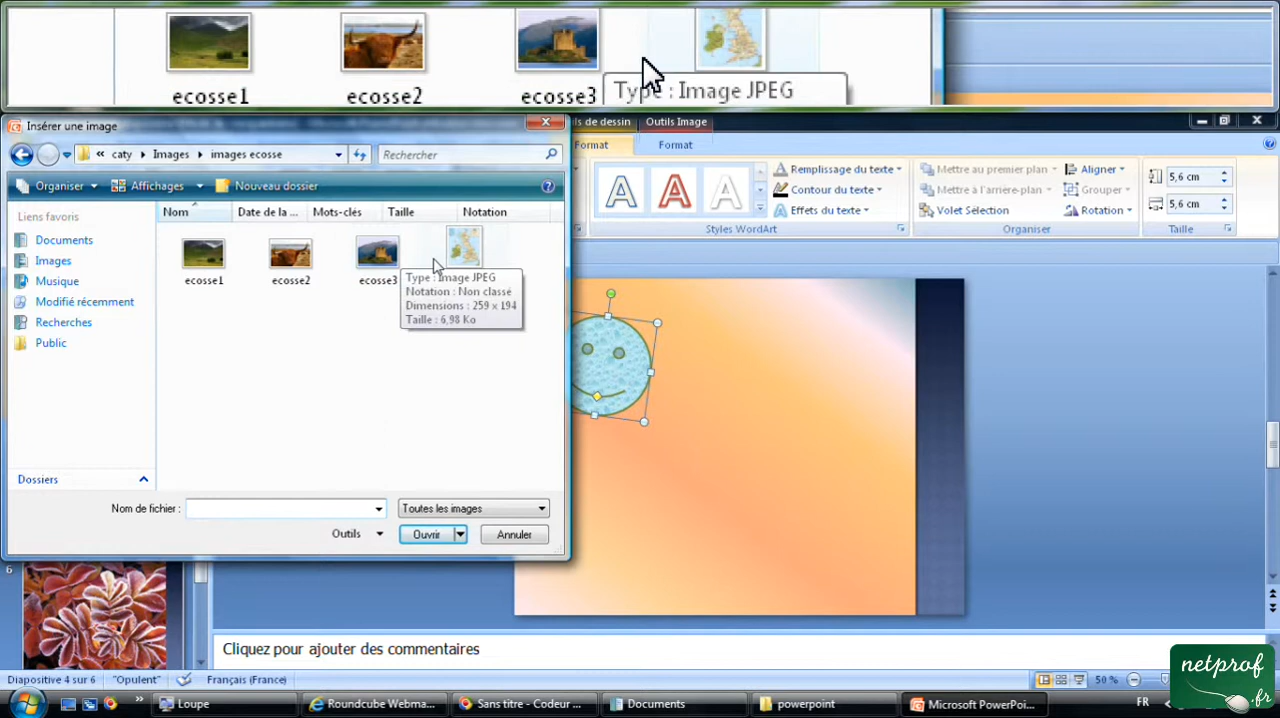 ecosse1
ecosse2
ecosse3
Type : Image JPEG
Insérer une image
ls de dessin
Outils Image
« caty
Images
images ecosse
Rechercher
Format
Format
Organiser
Affichages
Nouveau dossier
Remplissage du texte
Contour du texte
Effets du texte
Styles WordArt
Mettre au premier plan
Mettre à l'arrière-plan
Volet Sélection
Aligner
Grouper
Rotation
Organiser
5,6 cm
5,6 cm
Taille
Liens favoris
Documents
Images
Musique
Modifié récemment
Recherches
Public
Dossiers
Nom
Date de la ...
Mots-clés
Taille
Notation
ecosse1
ecosse2
ecosse3
Type : Image JPEG
Notation : Non classé
Dimensions : 259 x 194
Taille : 6,98 Ko
Nom de fichier :
Toutes les images
Outils
Ouvrir
Annuler
6
Cliquez pour ajouter des commentaires
Diapositive 4 sur 6
"Opulent"
Français (France)
50 %
netprof
.fr
Loupe
Roundcube Webma...
Sans titre - Codeur ...
Documents
powerpoint
Microsoft PowerPoi...
FR